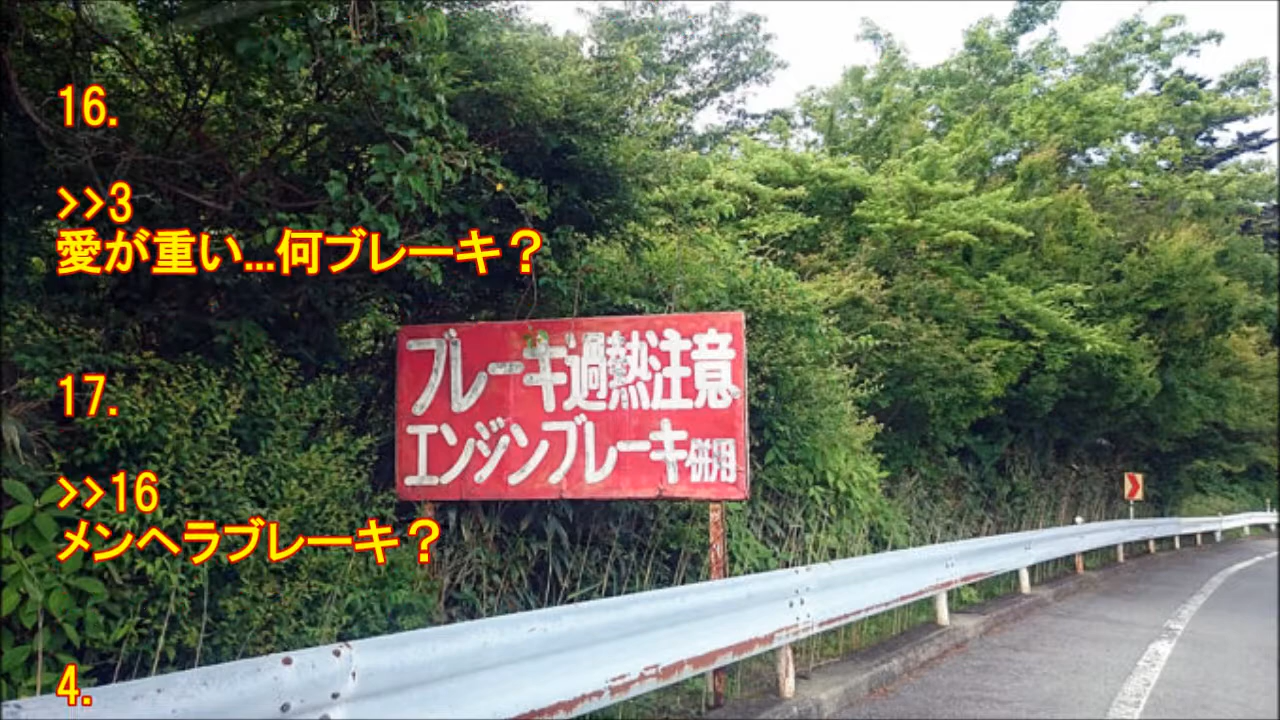 16.
>>3
愛が重い...何ブレーキ？
ブレーキ過熱注意
エンジンブレーキ併用
17.
>>16
メンヘラブレーキ？
4.